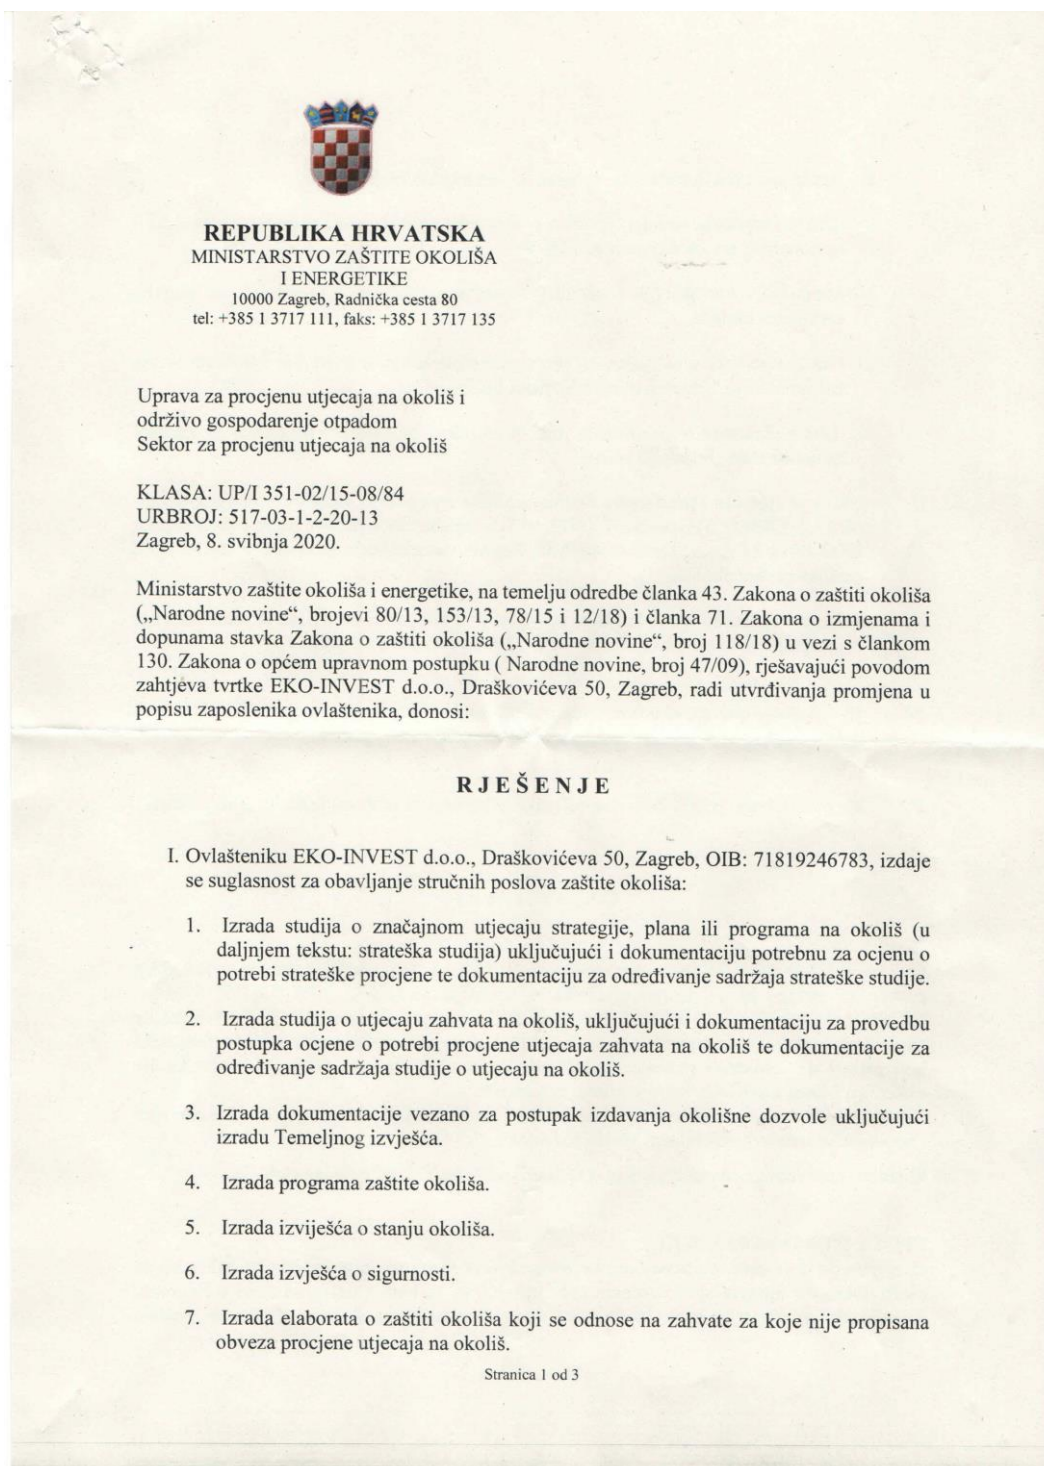 REPUBLIKA HRVATSKA
MINISTARSTVO ZAŠTITE OKOLIŠA
I ENERGETIKE
10000 Zagreb, Radnička cesta 80
tel: +385 1 3717 111, faks: +385 1 3717 135
Uprava za procjenu utjecaja na okoliš i
održivo gospodarenje otpadom
Sektor za procjenu utjecaja na okoliš
KLASA: UP/I 351-02/15-08/84
URBROJ: 517-03-1-2-20-13
Zagreb, 8. svibnja 2020.
Ministarstvo zaštite okoliša i energetike, na temelju odredbe članka 43. Zakona o zaštiti okoliša
(„Narodne novine“, brojevi 80/13, 153/13, 78/15 i 12/18) i članka 71. Zakona o izmjenama i
dopunama stavka Zakona o zaštiti okoliša („Narodne novine“, broj 118/18) u vezi s člankom
130. Zakona o općem upravnom postupku ( Narodne novine, broj 47/09), rješavajući povodom
zahtjeva tvrtke EKO-INVEST d.o.o., Draškovićeva 50, Zagreb, radi utvrđivanja promjena u
popisu zaposlenika ovlaštenika, donosi:
R J E Š E N J E
I. Ovlašteniku EKO-INVEST d.o.o., Draškovićeva 50, Zagreb, OIB: 71819246783, izdaje
se suglasnost za obavljanje stručnih poslova zaštite okoliša:
1. Izrada studija o značajnom utjecaju strategije, plana ili programa na okoliš (u
daljnjem tekstu: strateška studija) uključujući i dokumentaciju potrebnu za ocjenu o
potrebi strateške procjene te dokumentaciju za određivanje sadržaja strateške studije.
2. Izrada studija o utjecaju zahvata na okoliš, uključujući i dokumentaciju za provedbu
postupka ocjene o potrebi procjene utjecaja zahvata na okoliš te dokumentacije za
određivanje sadržaja studije o utjecaju na okoliš.
3. Izrada dokumentacije vezano za postupak izdavanja okolišne dozvole uključujući
izradu Temeljnog izvješća.
4. Izrada programa zaštite okoliša.
5. Izrada izviješća o stanju okoliša.
6. Izrada izvješća o sigurnosti.
7. Izrada elaborata o zaštiti okoliša koji se odnose na zahvate za koje nije propisana
obveza procjene utjecaja na okoliš.
Stranica 1 od 3